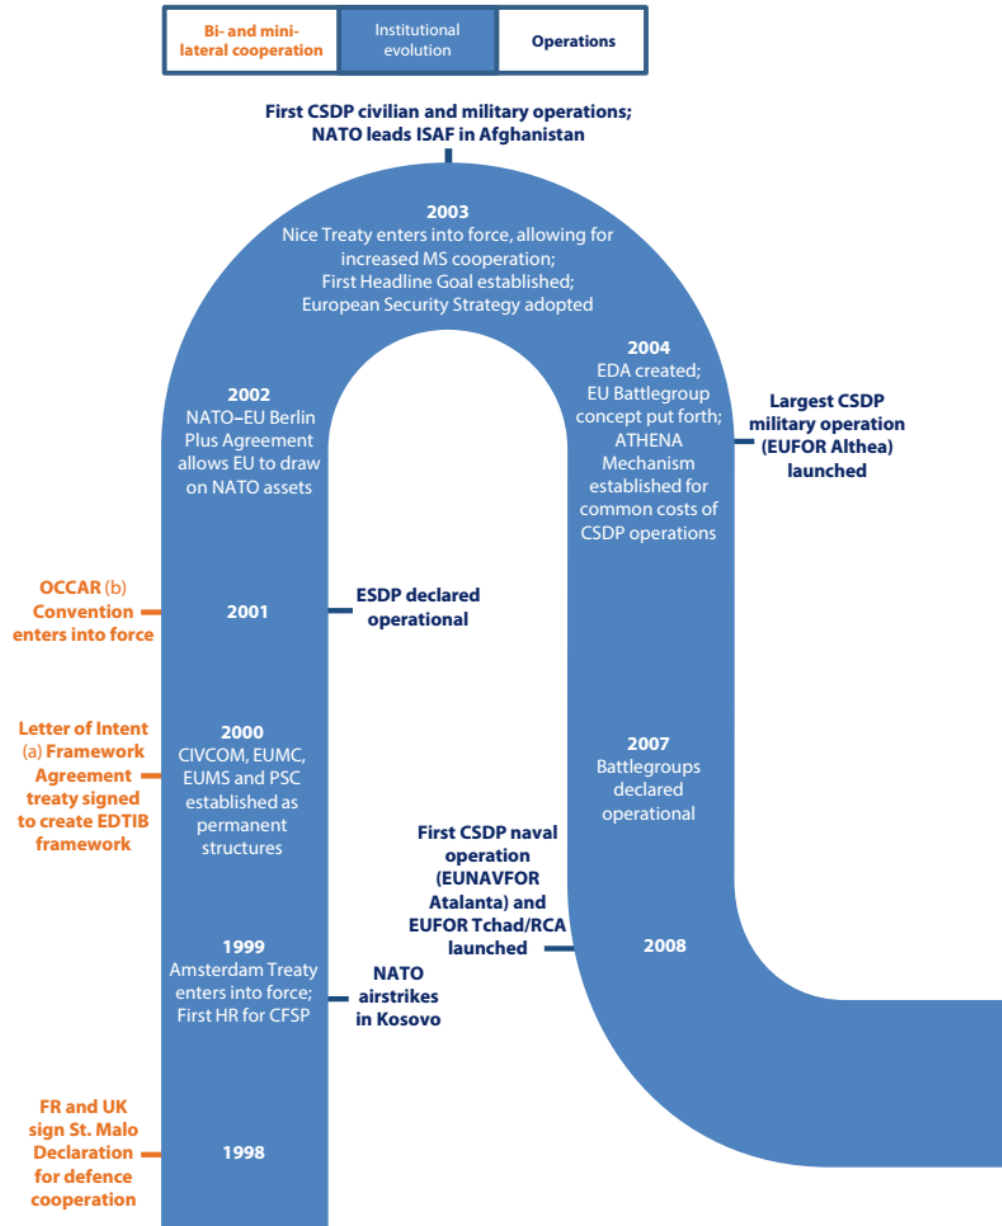 Bi- and mini-
lateral cooperation
Institutional
evolution
Operations
First CSDP civilian and military operations;
NATO leads ISAF in Afghanistan
2003
Nice Treaty enters into force, allowing for
increased MS cooperation;
First Headline Goal established;
European Security Strategy adopted
2004
EDA created;
EU Battlegroup
concept put forth;
ATHENA
Mechanism
established for
common costs of
CSDP operations
Largest CSDP
military operation
(EUFOR Althea)
launched
2002
NATO–EU Berlin
Plus Agreement
allows EU to draw
on NATO assets
OCCAR (b)
Convention
enters into force
2001
ESDP declared
operational
Letter of Intent
(a) Framework
Agreement
treaty signed
to create EDTIB
framework
2000
CIVCOM, EUMC,
EUMS and PSC
established as
permanent
structures
2007
Battlegroups
declared
operational
First CSDP naval
operation
(EUNAVFOR
Atalanta) and
EUFOR Tchad/RCA
launched
2008
1999
Amsterdam Treaty
enters into force;
First HR for CFSP
NATO
airstrikes
in Kosovo
FR and UK
sign St. Malo
Declaration
for defence
cooperation
1998